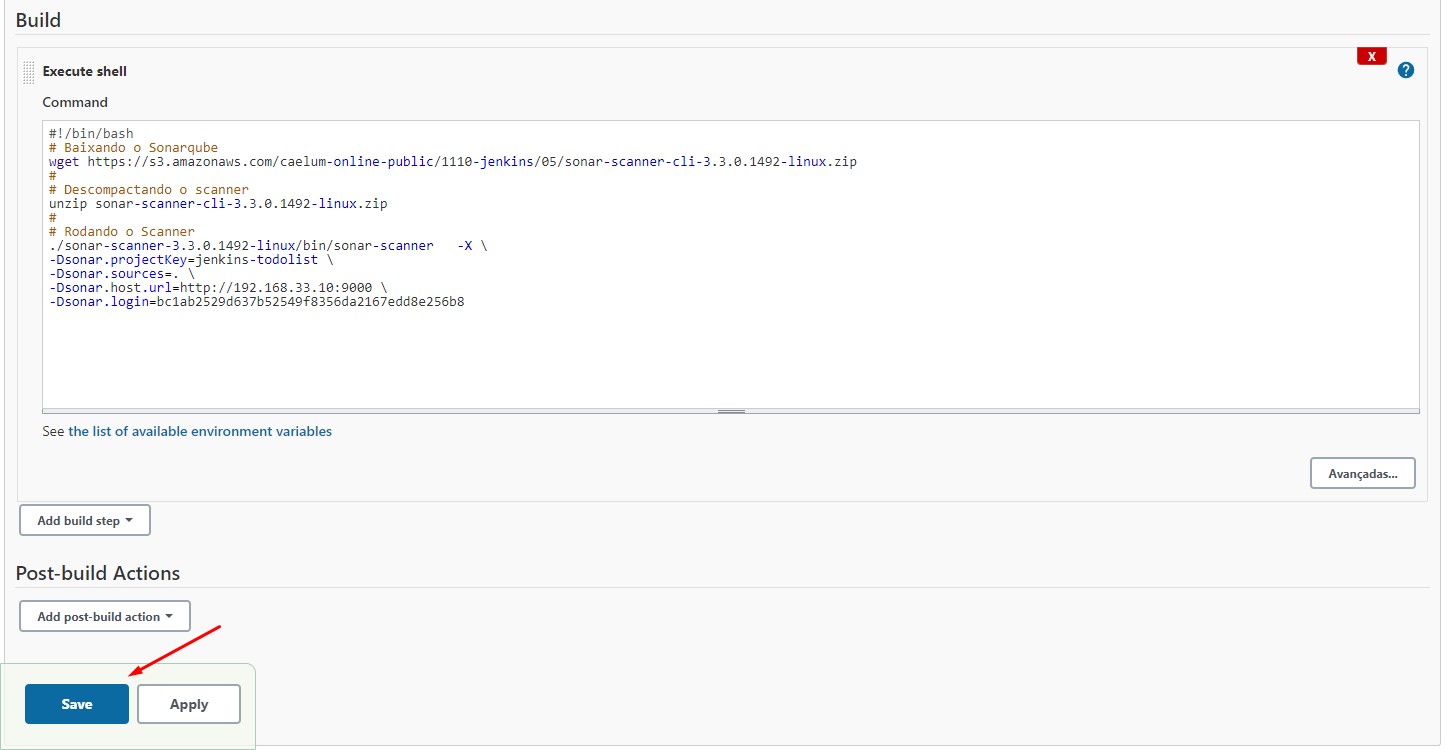 Build
X
Execute shell
?
Command
#!/bin/bash
# Baixando o Sonarqube
wget https://s3.amazonaws.com/caelum-online-public/1110-jenkins/05/sonar-scanner-cli-3.3.0.1492-linux.zip
#
# Descompactando o scanner
unzip sonar-scanner-cli-3.3.0.1492-linux.zip
#
# Rodando o Scanner
./sonar-scanner-3.3.0.1492-linux/bin/sonar-scanner   -X \
-Dsonar.projectKey=jenkins-todolist \
-Dsonar.sources=. \
-Dsonar.host.url=http://192.168.33.10:9000 \
-Dsonar.login=bc1ab2529d637b52549f8356da2167edd8e256b8
See the list of available environment variables
Avançadas...
Add build step
Post-build Actions
Add post-build action
Save
Apply